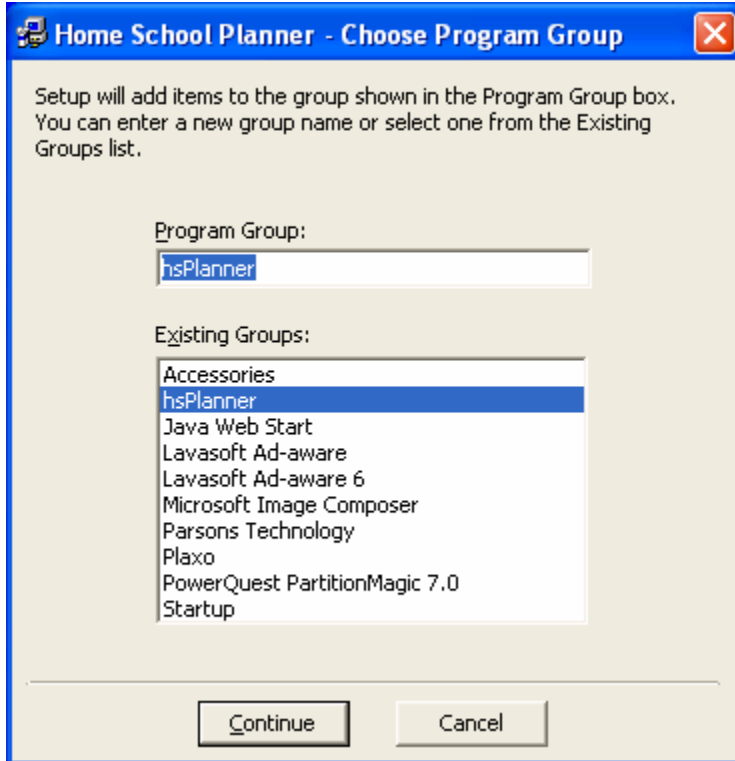 Home School Planner - Choose Program Group
Setup will add items to the group shown in the Program Group box.
You can enter a new group name or select one from the Existing
Groups list.
Program Group:
hsPlanner
Existing Groups:
Accessories
hsPlanner
Java Web Start
Lavasoft Ad-aware
Lavasoft Ad-aware 6
Microsoft Image Composer
Parsons Technology
Plaxo
PowerQuest PartitionMagic 7.0
Startup
Continue Cancel